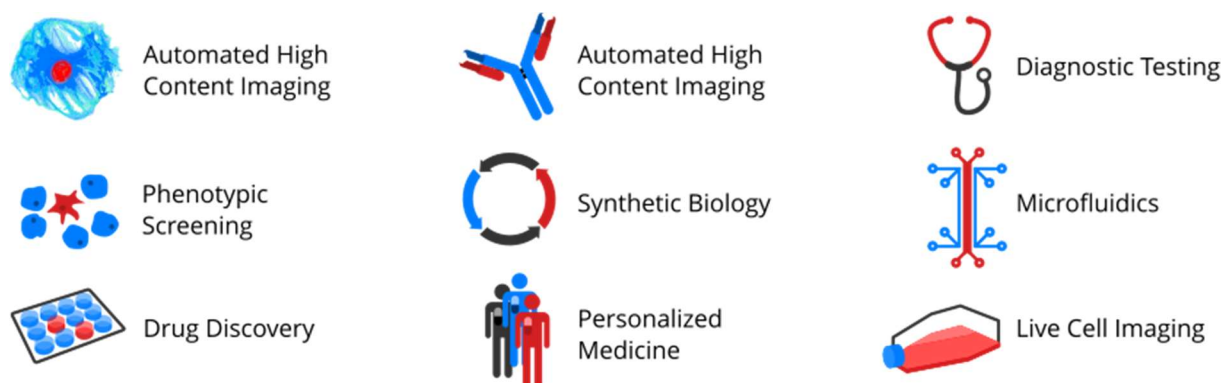 Automated High
Content Imaging
Automated High
Content Imaging
Diagnostic Testing
Phenotypic
Screening
Synthetic Biology
Microfluidics
Drug Discovery
Personalized
Medicine
Live Cell Imaging